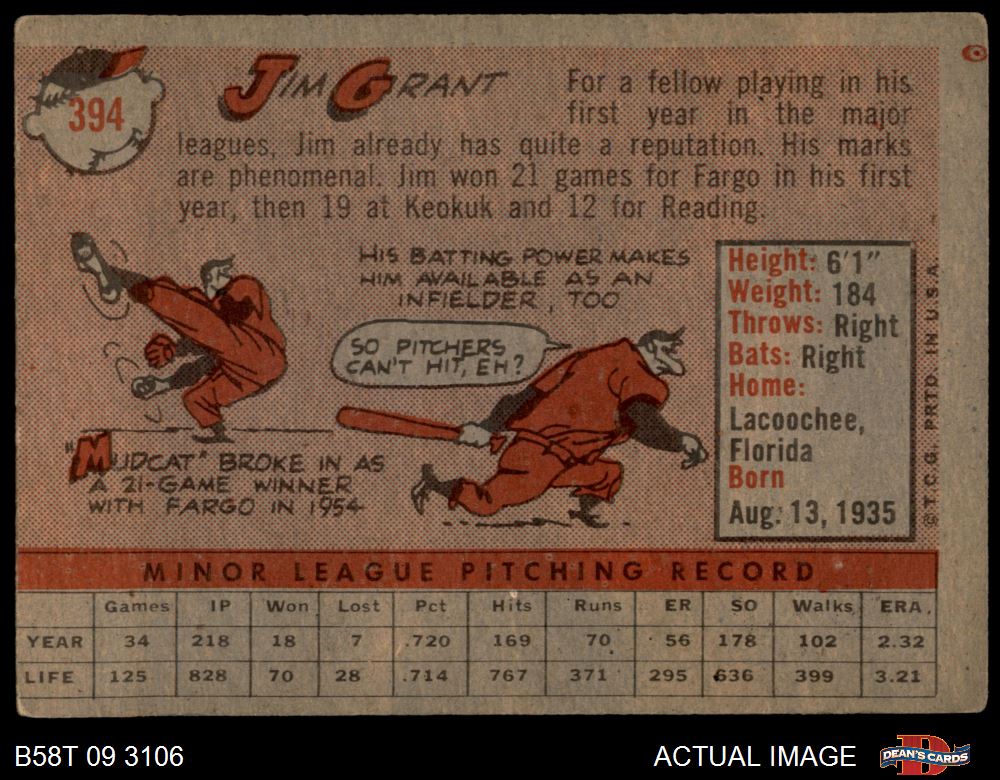 394
JIM GRANT
For a fellow playing in his
first year in the major
leagues, Jim already has quite a reputation. His marks
are phenomenal. Jim won 21 games for Fargo in his first
year, then 19 at Keokuk and 12 for Reading.
HIS BATTING POWER MAKES
HIM AVAILABLE AS AN
INFIELDER, TOO
SO PITCHERS
CAN'T HIT, EH?
"MUDCAT" BROKE IN AS
A 21-GAME WINNER
WITH FARGO IN 1954
Height: 6'1"
Weight: 184
Throws: Right
Bats: Right
Home:
Lacoochee,
Florida
Born
Aug. 13, 1935
© T.C.G. PRTD. IN U.S.A.
MINOR LEAGUE PITCHING RECORD
Games IP Won Lost Pct Hits Runs ER SO Walks ERA.
YEAR 34 218 18 7 .720 169 70 56 178 102 2.32
LIFE 125 828 70 28 .714 767 371 295 636 399 3.21
B58T 09 3106
ACTUAL IMAGE
DEAN'S CARDS